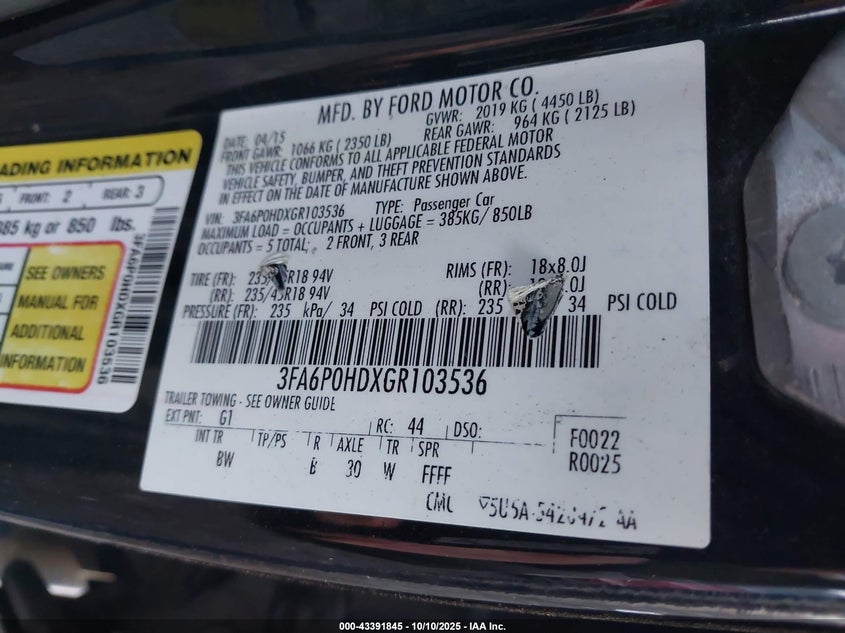 OADING INFORMATION
FRONT: 2 REAR: 3
385 kg or 850 lbs.
SEE OWNERS
MANUAL FOR
ADDITIONAL
INFORMATION
3FA6P0HDXGR103536
MFD. BY FORD MOTOR CO.
DATE: 04/15 GVWR: 2019 KG ( 4450 LB)
FRONT GAWR: 1066 KG ( 2350 LB) REAR GAWR: 964 KG ( 2125 LB)
THIS VEHICLE CONFORMS TO ALL APPLICABLE FEDERAL MOTOR
VEHICLE SAFETY, BUMPER, AND THEFT PREVENTION STANDARDS
IN EFFECT ON THE DATE OF MANUFACTURE SHOWN ABOVE.
VIN: 3FA6P0HDXGR103536 TYPE: Passenger Car
MAXIMUM LOAD = OCCUPANTS + LUGGAGE = 385KG/ 850LB
OCCUPANTS = 5 TOTAL; 2 FRONT, 3 REAR
TIRE (FR): R18 94V RIMS (FR): 18x8.0J
(RR): 235/45R18 94V (RR)
PRESSURE (FR): 235 kPa/ 34 PSI COLD (RR): 235 34 PSI COLD
3FA6P0HDXGR103536
TRAILER TOWING - SEE OWNER GUIDE
EXT PNT: G1 RC: 44 DSO: F0022
INT TR TP/PS R AXLE TR SPR R0025
BW B 30 W FFFF
CML AA
000-43391845 - 10/10/2025 - IAA Inc.